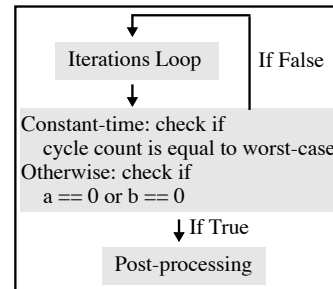 Iterations Loop
If False
Constant-time: check if
cycle count is equal to worst-case
Otherwise: check if
a == 0 or b == 0
If True
Post-processing